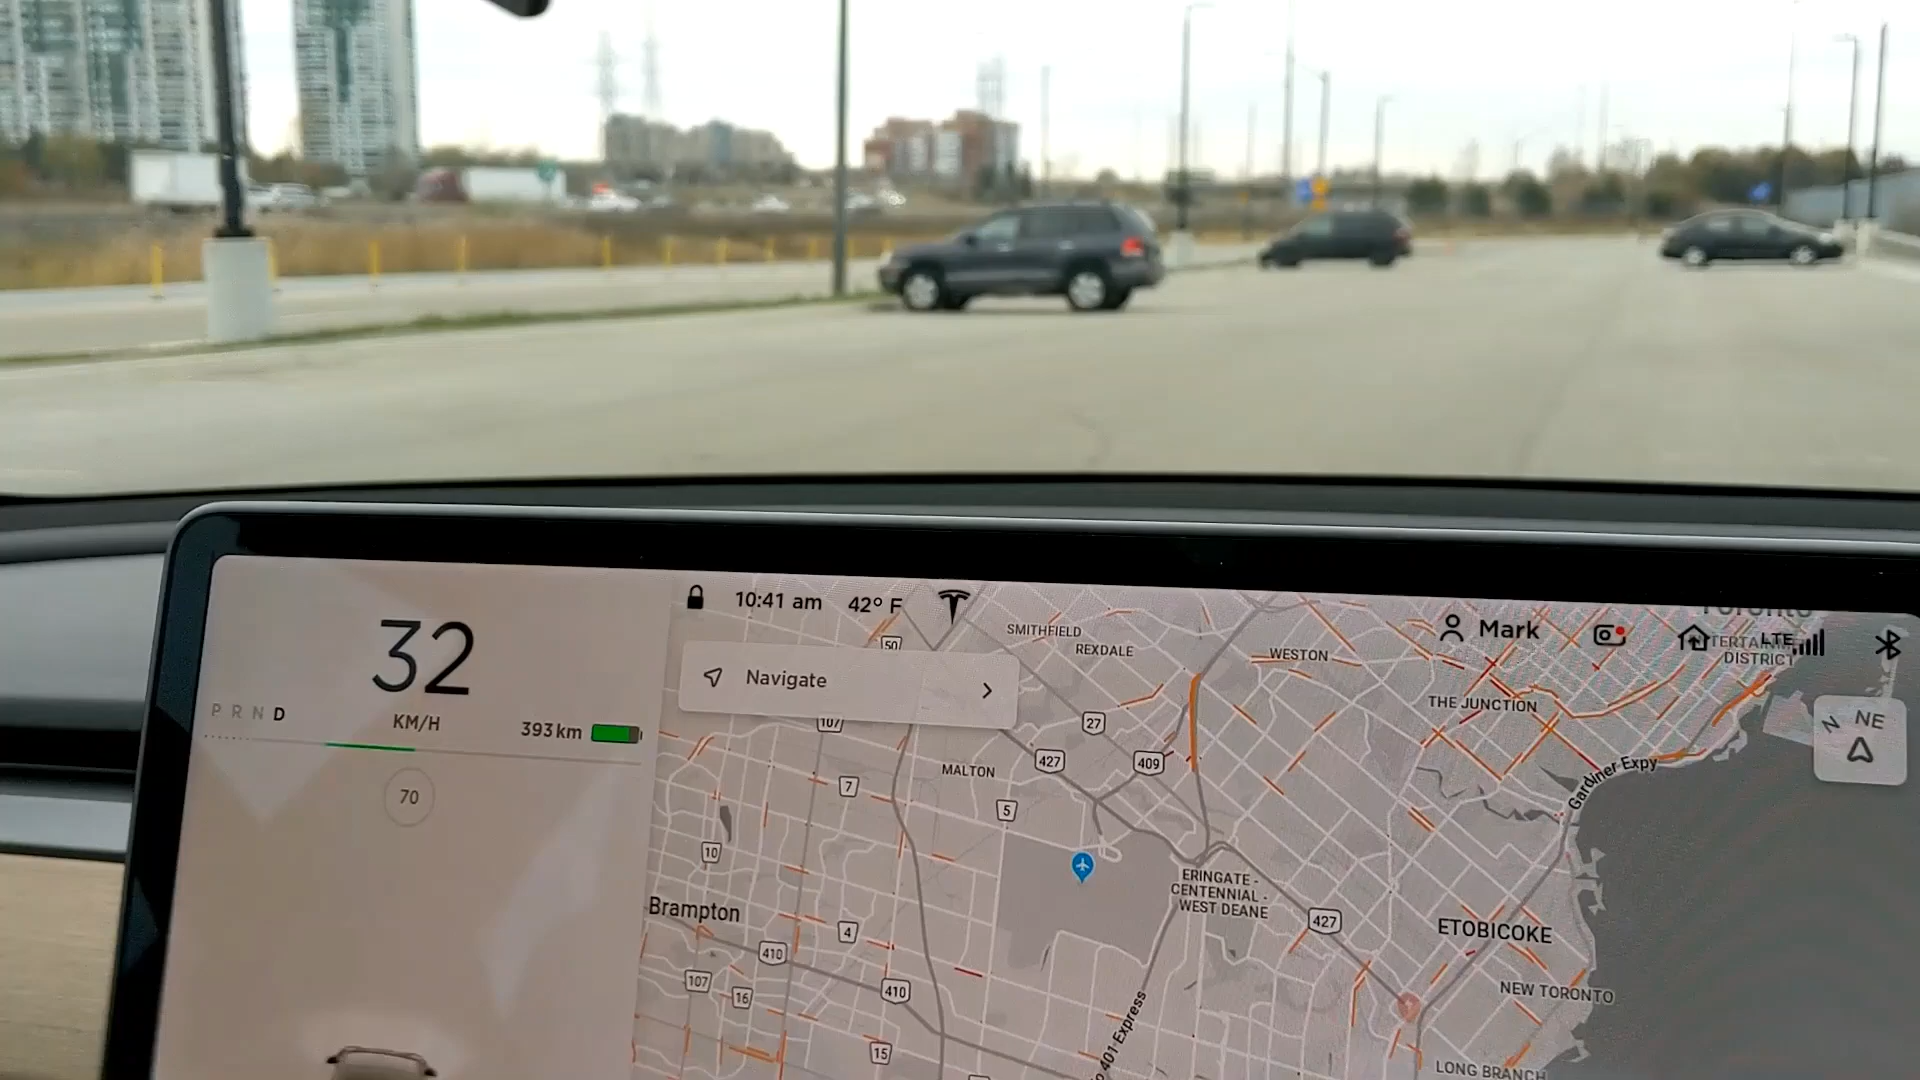 32
KM/H
P R N D
393 km
70
10:41 am
42° F
Mark
LTE
Navigate
N NE
Toronto
ENTERTAINMENT
DISTRICT
SMITHFIELD
REXDALE
WESTON
THE JUNCTION
50
107
27
427
409
MALTON
7
5
Gardiner Expy
10
ERINGATE -
CENTENNIAL -
WEST DEANE
Brampton
4
427
ETOBICOKE
410
107
16
410
NEW TORONTO
15
401 Express
LONG BRANCH